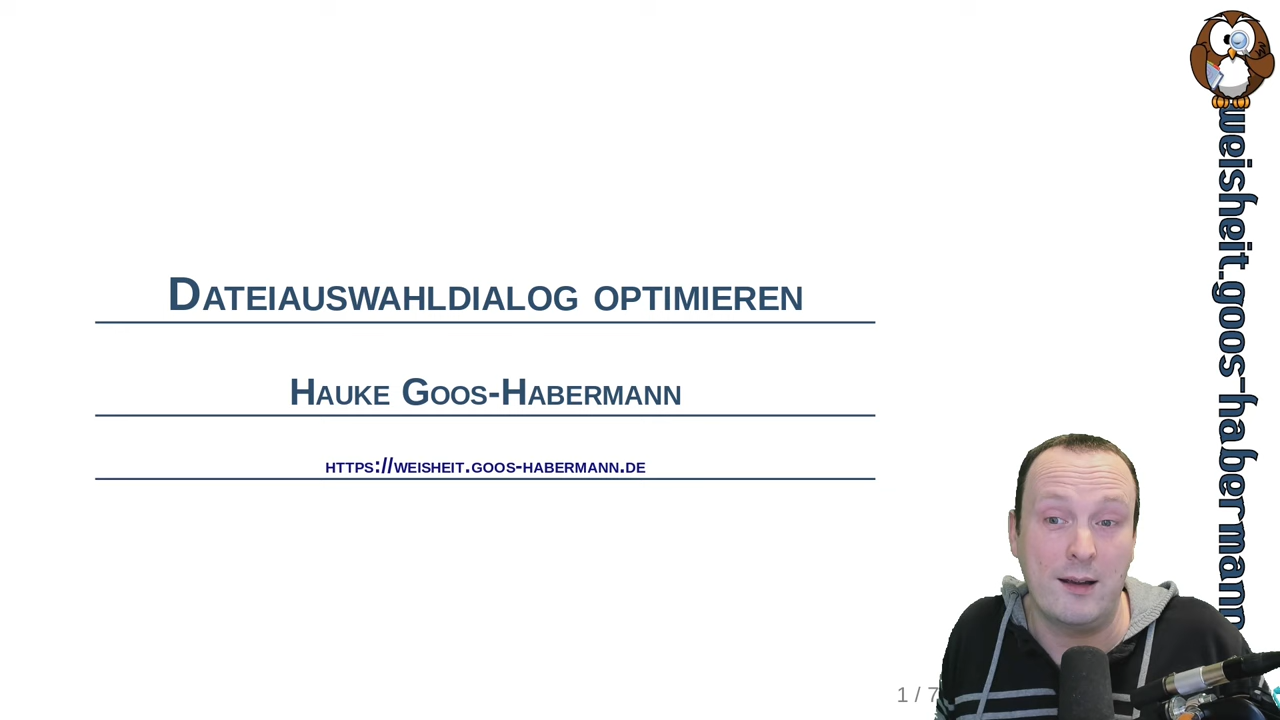 Dateiauswahldialog optimieren
Hauke Goos-Habermann
https://weisheit.goos-habermann.de
1 / 7
weisheit.goos-habermann